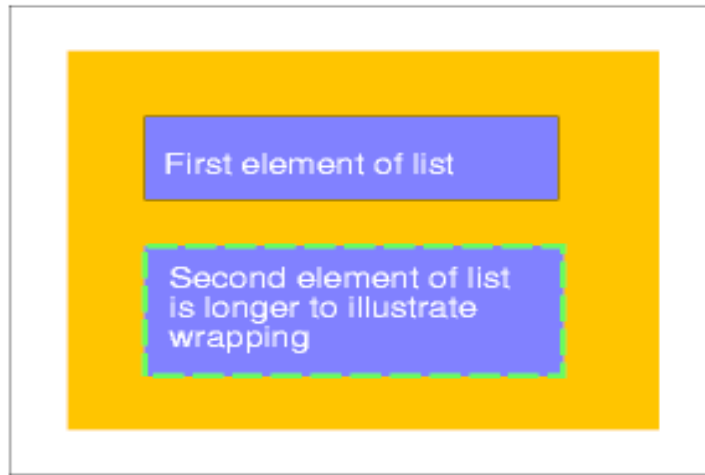 First element of list
Second element of list
is longer to illustrate
wrapping